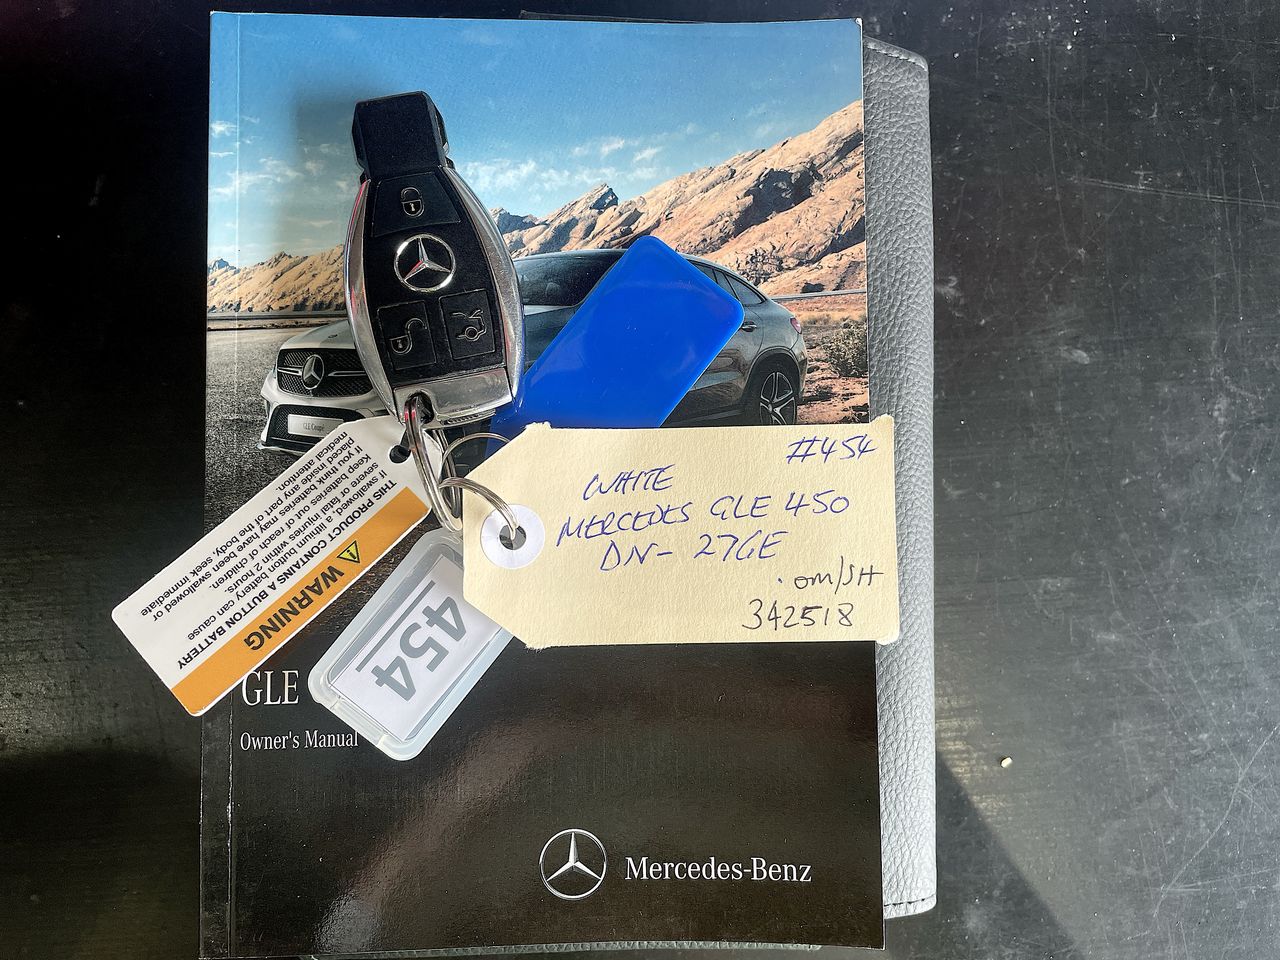 #454
WHITE
MERCEDES GLE 450
DN- 27GE
. om/SH
342518
⚠ WARNING
THIS PRODUCT CONTAINS A BUTTON BATTERY
If swallowed, a lithium button battery can cause
severe or fatal injuries within 2 hours.
Keep batteries out of reach of children.
If you think batteries may have been swallowed or
placed inside any part of the body, seek immediate
medical attention.
454
GLE Coupé
GLE
Owner's Manual
Mercedes-Benz